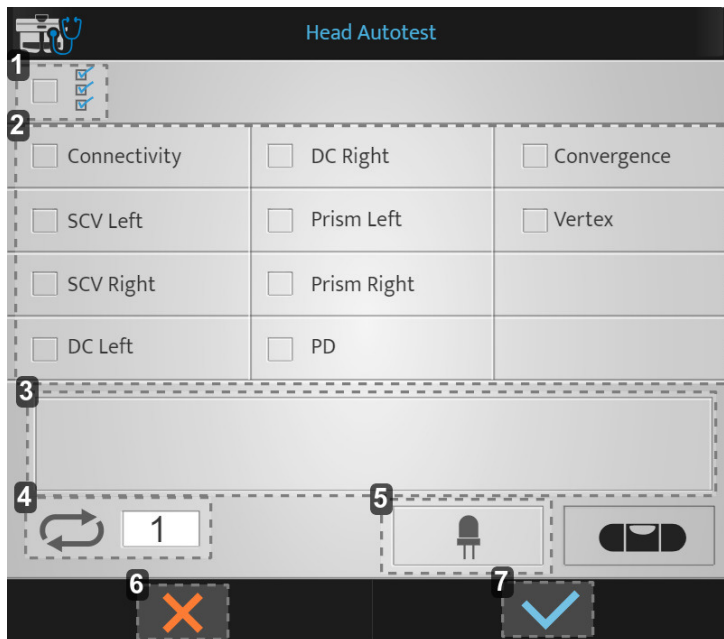 Head Autotest
1
2
Connectivity DC Right Convergence
SCV Left Prism Left Vertex
SCV Right Prism Right
DC Left PD
3
4 5
1
6 7